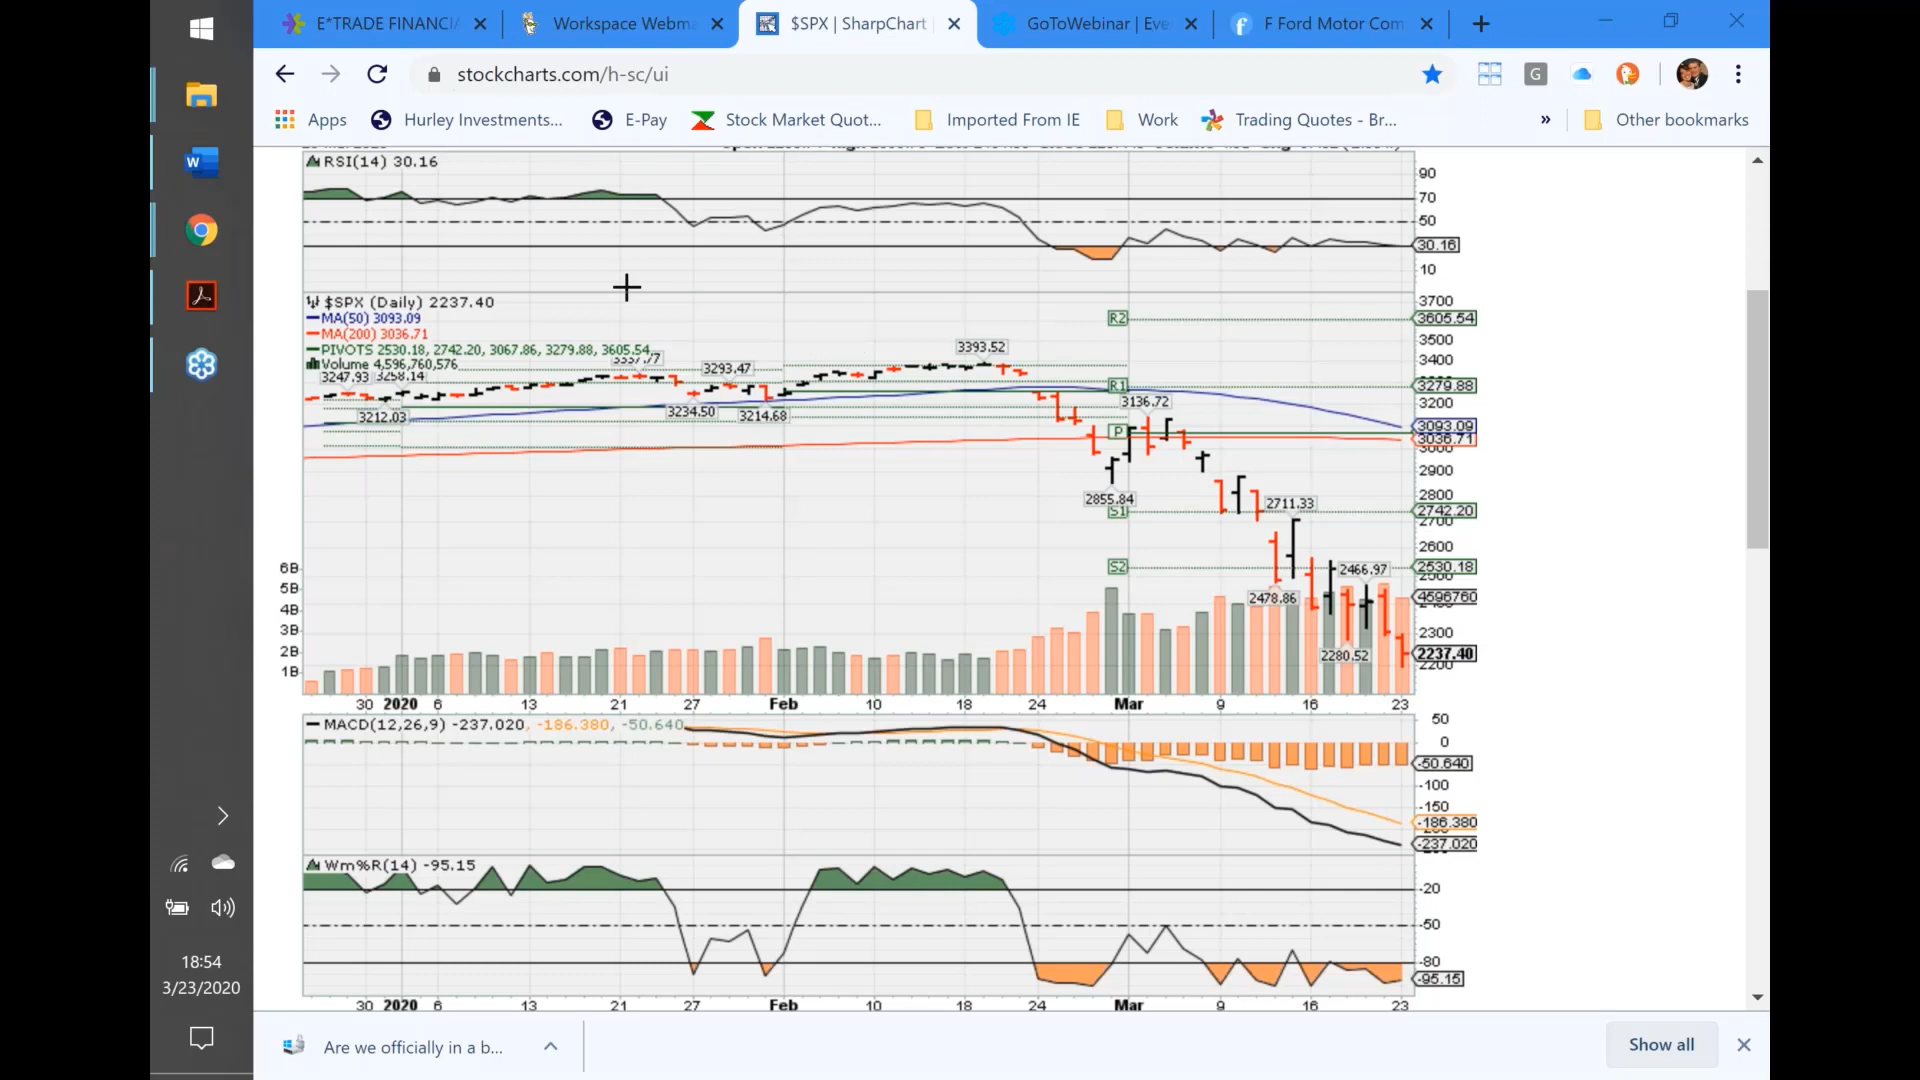 E*TRADE FINANCIA
Workspace Webma
$SPX | SharpChart
GoToWebinar | Eve
F Ford Motor Com
stockcharts.com/h-sc/ui
Apps
Hurley Investments...
E-Pay
Stock Market Quot...
Imported From IE
Work
Trading Quotes - Br...
»
Other bookmarks
RSI(14) 30.16
90
70
50
30.16
10
$SPX (Daily) 2237.40
MA(50) 3093.09
MA(200) 3036.71
PIVOTS 2530.18, 2742.20, 3067.86, 3279.88, 3605.54
Volume 4,596,760,576
3247.93 3258.14
3337.77
3293.47
3393.52
3212.03
3234.50
3214.68
3136.72
2855.84
2711.33
2478.86
2466.97
2280.52
R2
R1
P
S1
S2
3700
3605.54
3500
3400
3279.88
3200
3093.09
3036.71
3000
2900
2800
2742.20
2700
2600
2530.18
2500
4596760
2300
2237.40
2200
6B
5B
4B
3B
2B
1B
30 2020 6 13 21 27 Feb 10 18 24 Mar 9 16 23
MACD(12,26,9) -237.020, -186.380, -50.640
50
0
-50.640
-100
-150
-186.380
-237.020
Wm%R(14) -95.15
-20
-50
-80
-95.15
30 2020 6 13 21 27 Feb 10 18 24 Mar 9 16 23
18:54
3/23/2020
Are we officially in a b...
Show all